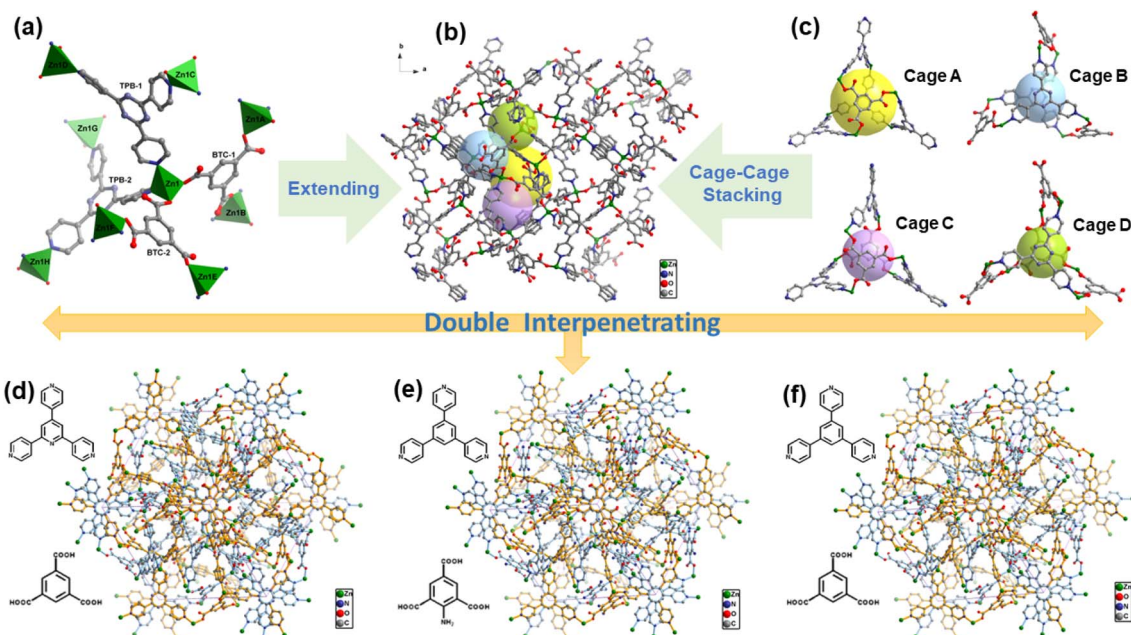 (a)
Zn1D
TPB-1
Zn1C
Zn1G
Zn1A
BTC-1
TPB-2
Zn1
Zn1B
Zn1F
BTC-2
Zn1H
Zn1E
Extending
(b)
b
a
Zn
N
O
C
Cage-Cage
Stacking
(c)
Cage A
Cage B
Cage C
Cage D
Double Interpenetrating
(d)
N
N
N
N
COOH
HOOC
COOH
Zn
N
O
C
(e)
N
N
N
COOH
HOOC
COOH
NH2
Zn
O
N
C
(f)
N
N
N
COOH
HOOC
COOH
Zn
O
N
C